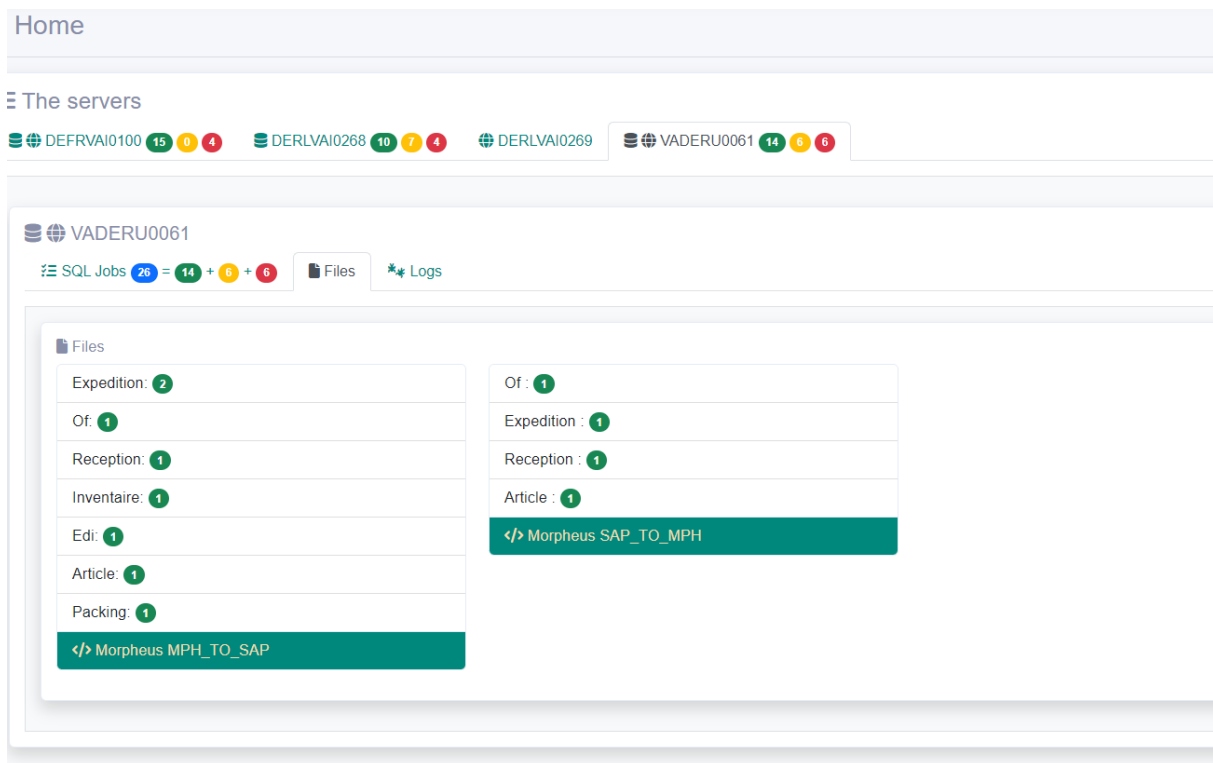 Home
The servers
DEFRVAI0100 15 0 4 DERLVAI0268 10 7 4 DERLVAI0269 VADERU0061 14 6 6
VADERU0061
SQL Jobs 26 = 14 + 6 + 6 Files Logs
Files
Expedition: 2
Of: 1
Reception: 1
Inventaire: 1
Edi: 1
Article: 1
Packing: 1
</> Morpheus MPH_TO_SAP
Of : 1
Expedition : 1
Reception : 1
Article : 1
</> Morpheus SAP_TO_MPH